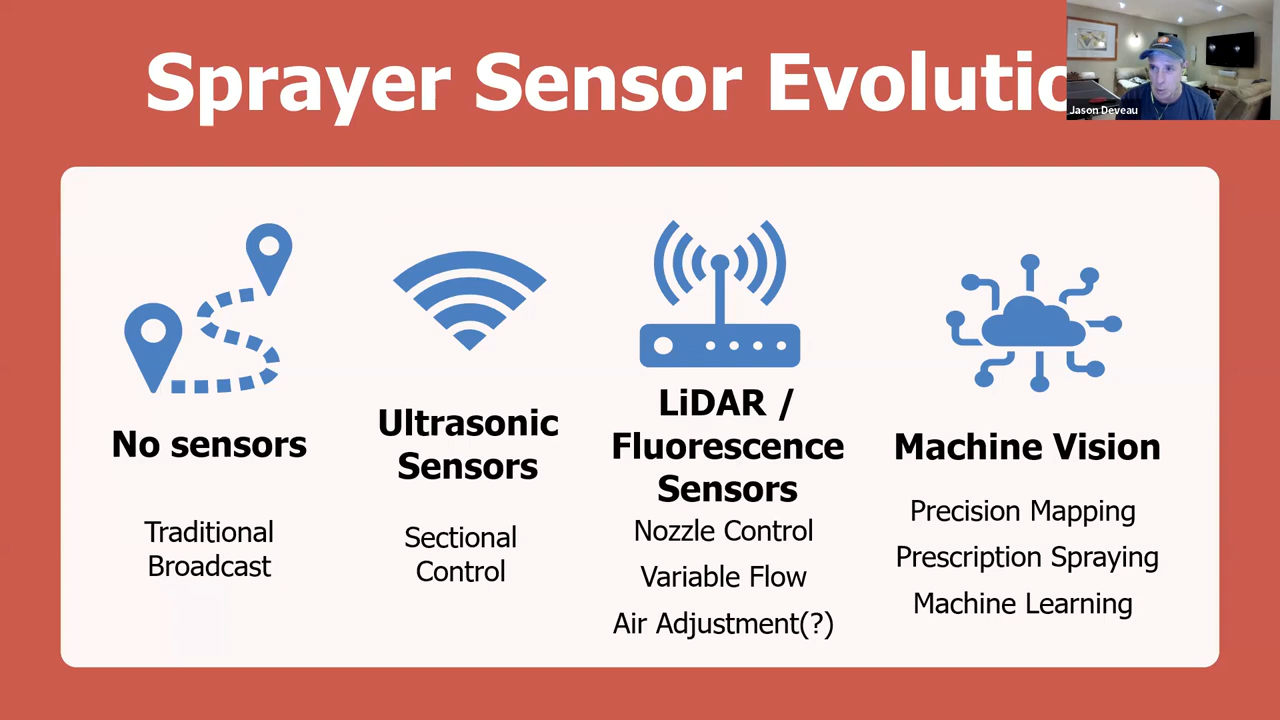 Sprayer Sensor Evolutio
Jason Deveau
No sensors
Traditional
Broadcast
Ultrasonic
Sensors
Sectional
Control
LiDAR /
Fluorescence
Sensors
Nozzle Control
Variable Flow
Air Adjustment(?)
Machine Vision
Precision Mapping
Prescription Spraying
Machine Learning